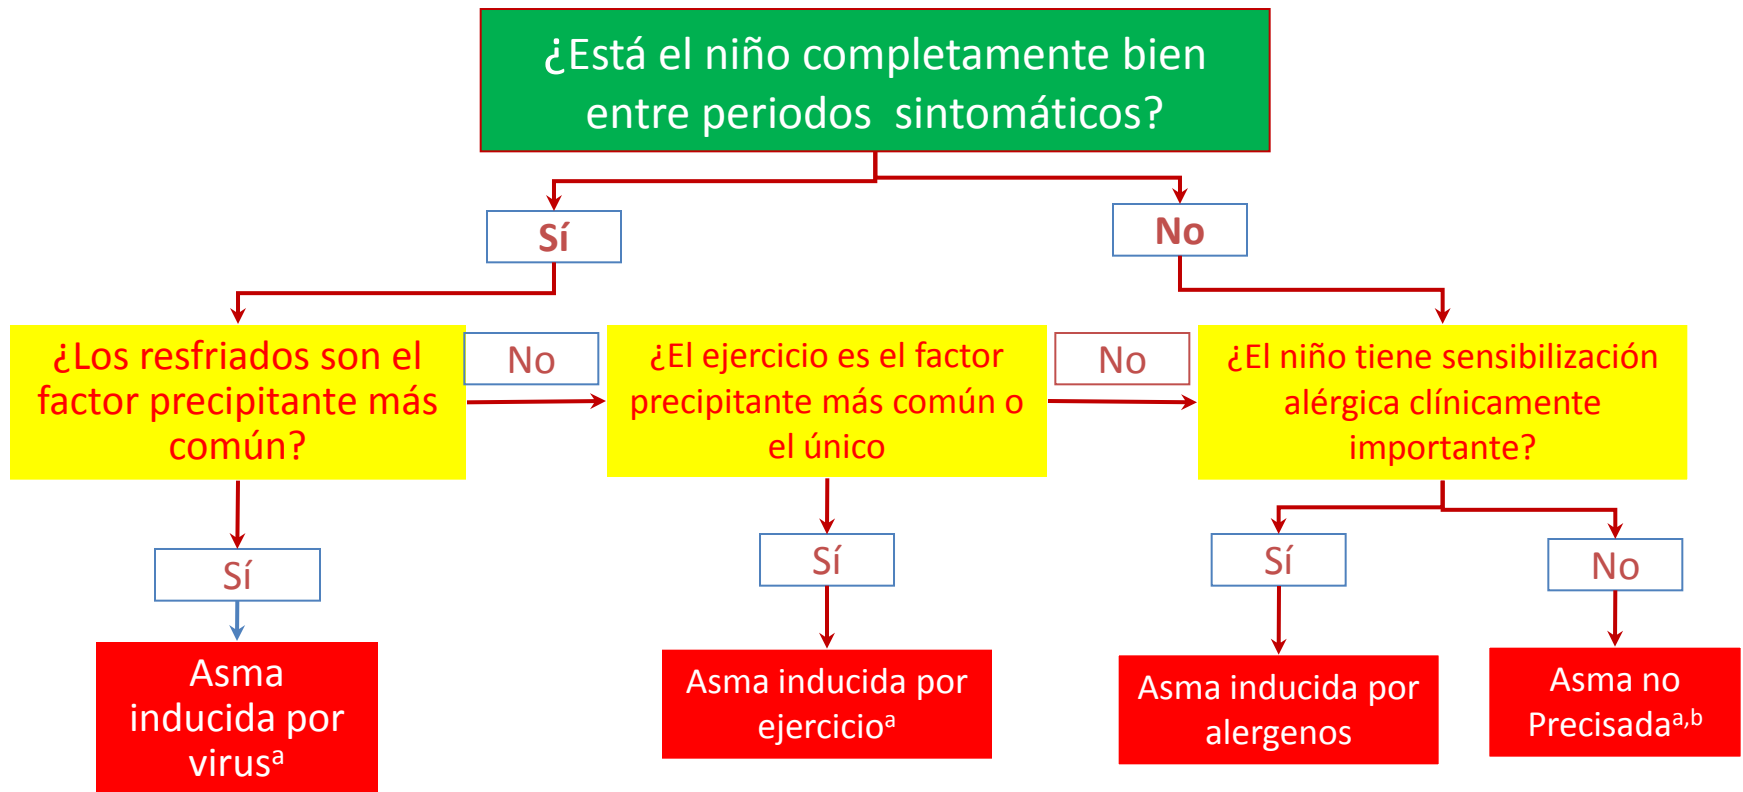 ¿Está el niño completamente bien
entre periodos sintomáticos?
Sí
No
¿Los resfriados son el
factor precipitante más
común?
No
¿El ejercicio es el factor
precipitante más común o
el único
No
¿El niño tiene sensibilización
alérgica clínicamente
importante?
Sí
Sí
Sí
No
Asma
inducida por
virusᵃ
Asma inducida por
ejercicioᵃ
Asma inducida por
alergenos
Asma no
Precisadaᵃ,ᵇ